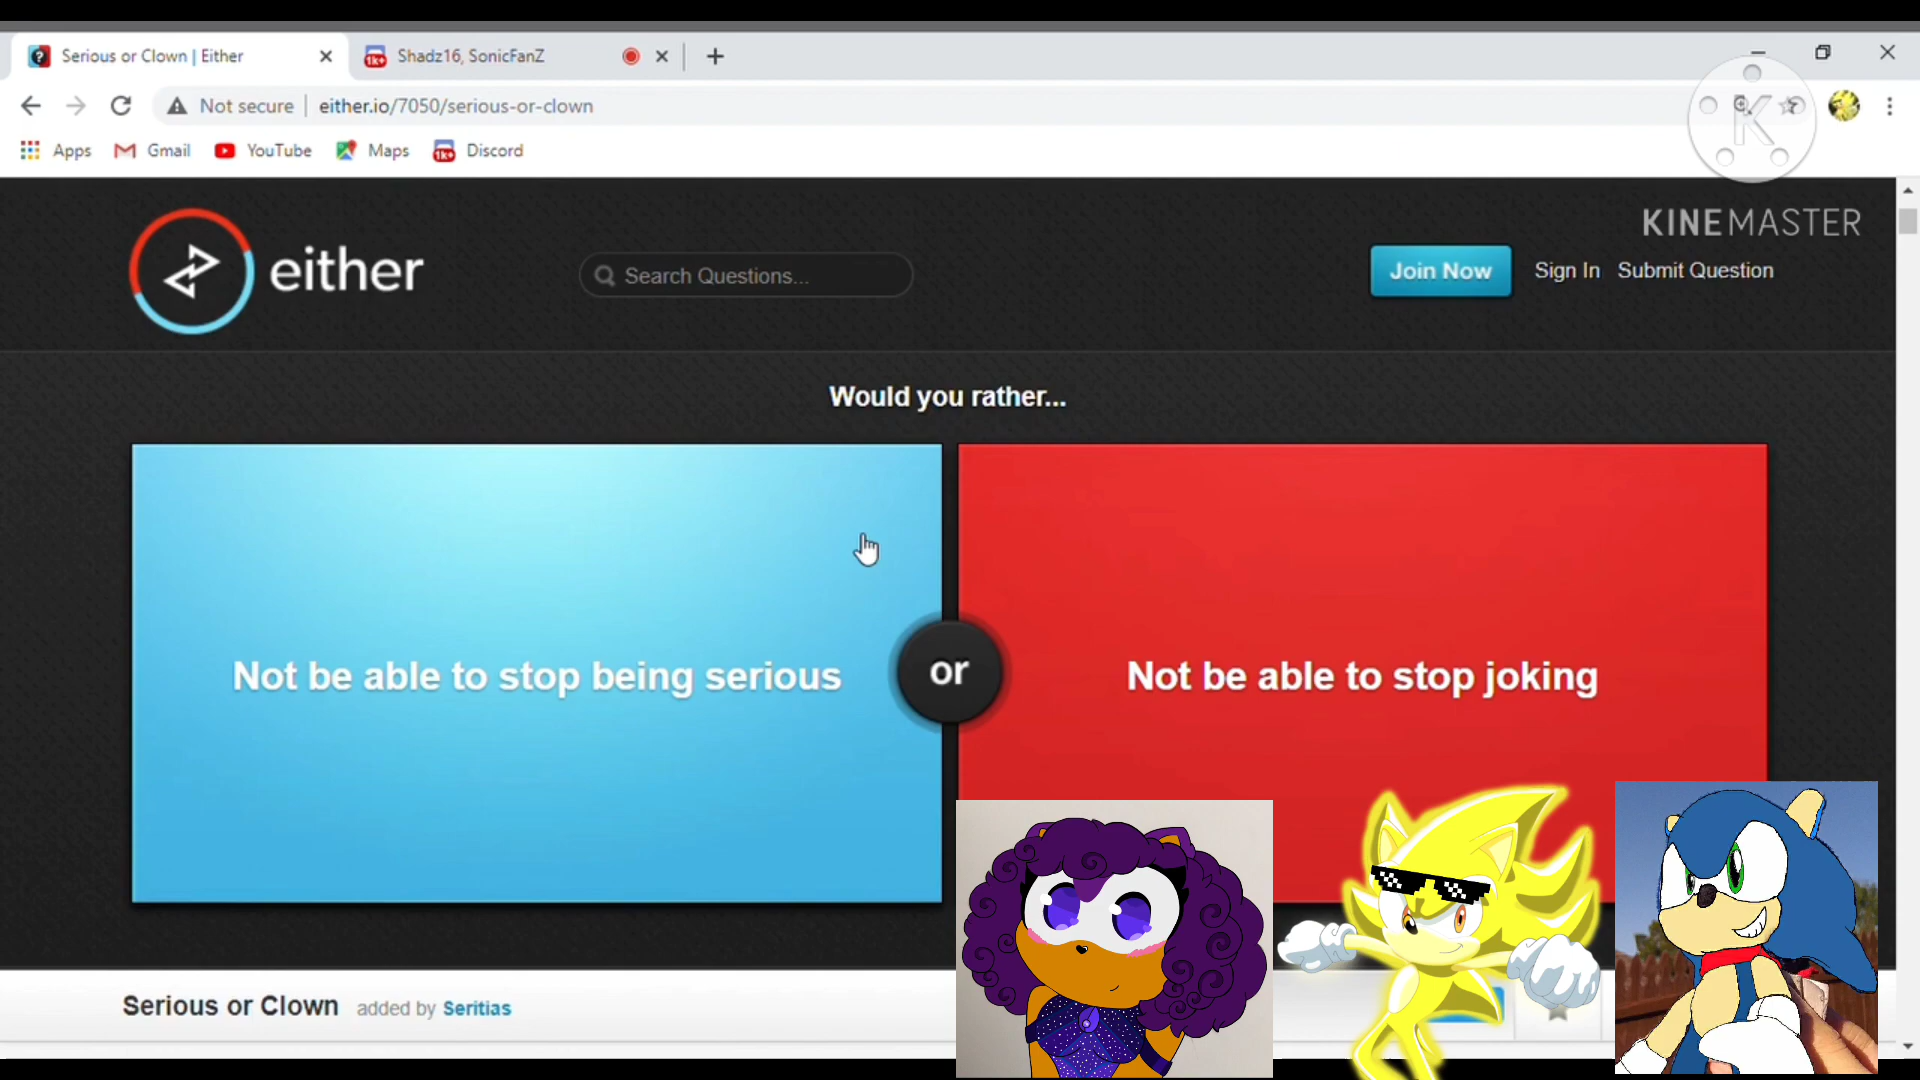 Serious or Clown | Either
Shadz16, SonicFanZ
Not secure
either.io/7050/serious-or-clown
Apps
Gmail
YouTube
Maps
1k+
Discord
K
KINEMASTER
either
Search Questions...
Join Now
Sign In
Submit Question
Would you rather...
Not be able to stop being serious
or
Not be able to stop joking
Serious or Clown added by Seritias